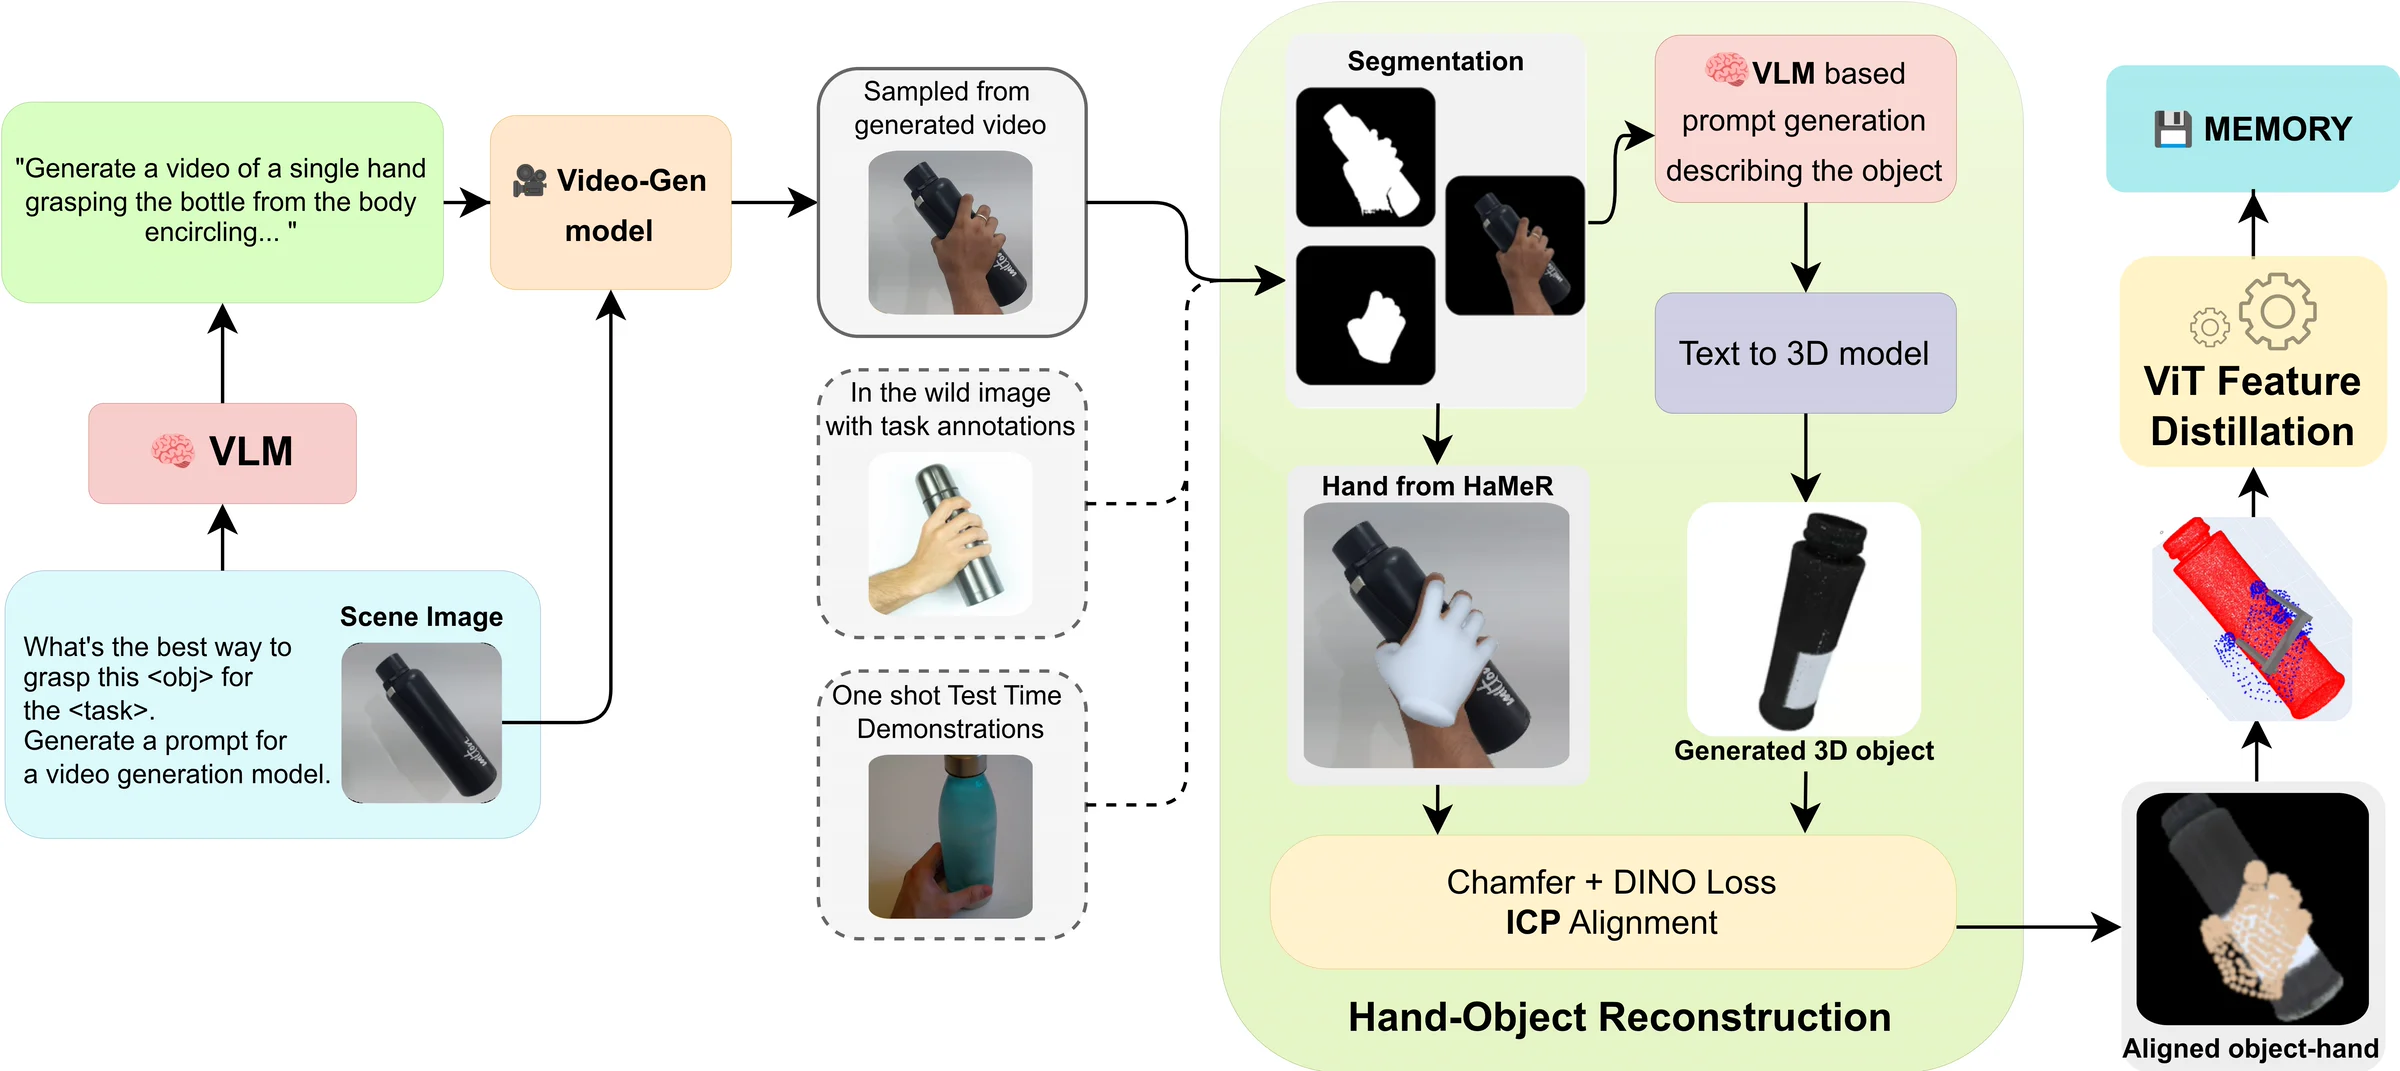 "Generate a video of a single hand
grasping the bottle from the body
encircling... "
VLM
What's the best way to
grasp this <obj> for
the <task>.
Generate a prompt for
a video generation model.
Scene Image
milton
Video-Gen
model
Sampled from
generated video
milton
In the wild image
with task annotations
One shot Test Time
Demonstrations
Segmentation
milton
VLM based
prompt generation
describing the object
Text to 3D model
Hand from HaMeR
milton
Generated 3D object
Chamfer + DINO Loss
ICP Alignment
Hand-Object Reconstruction
MEMORY
ViT Feature
Distillation
Aligned object-hand